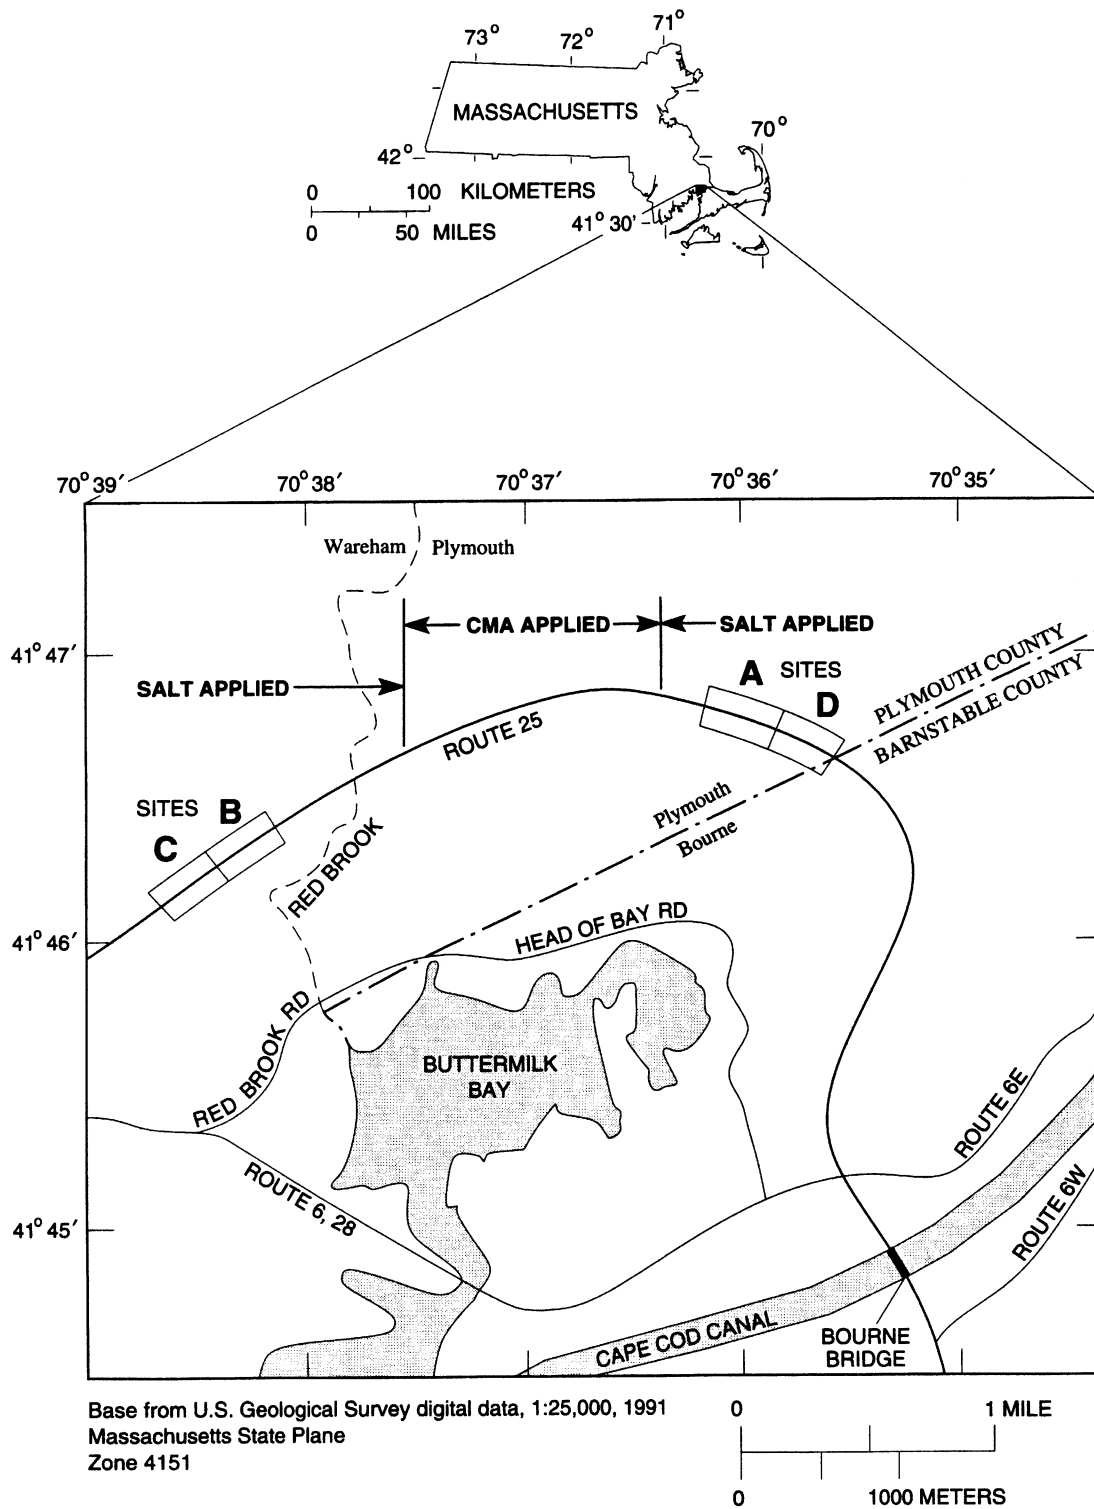 73° 72° 71°
MASSACHUSETTS
70°
42°
0 100 KILOMETERS
0 50 MILES
41° 30'
70° 39' 70° 38' 70° 37' 70° 36' 70° 35'
Wareham Plymouth
CMA APPLIED
SALT APPLIED
41° 47'
SALT APPLIED
A SITES
D
PLYMOUTH COUNTY
BARNSTABLE COUNTY
ROUTE 25
SITES B
C
Plymouth
Bourne
RED BROOK
41° 46'
HEAD OF BAY RD
RED BROOK RD
BUTTERMILK
BAY
ROUTE 6E
ROUTE 6, 28
ROUTE 6W
41° 45'
CAPE COD CANAL
BOURNE
BRIDGE
Base from U.S. Geological Survey digital data, 1:25,000, 1991
Massachusetts State Plane
Zone 4151
0 1 MILE
0 1000 METERS